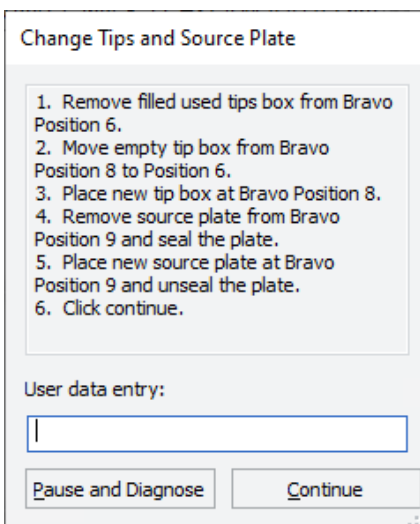 Change Tips and Source Plate
1. Remove filled used tips box from Bravo
Position 6.
2. Move empty tip box from Bravo
Position 8 to Position 6.
3. Place new tip box at Bravo Position 8.
4. Remove source plate from Bravo
Position 9 and seal the plate.
5. Place new source plate at Bravo
Position 9 and unseal the plate.
6. Click continue.
User data entry:
Pause and Diagnose
Continue